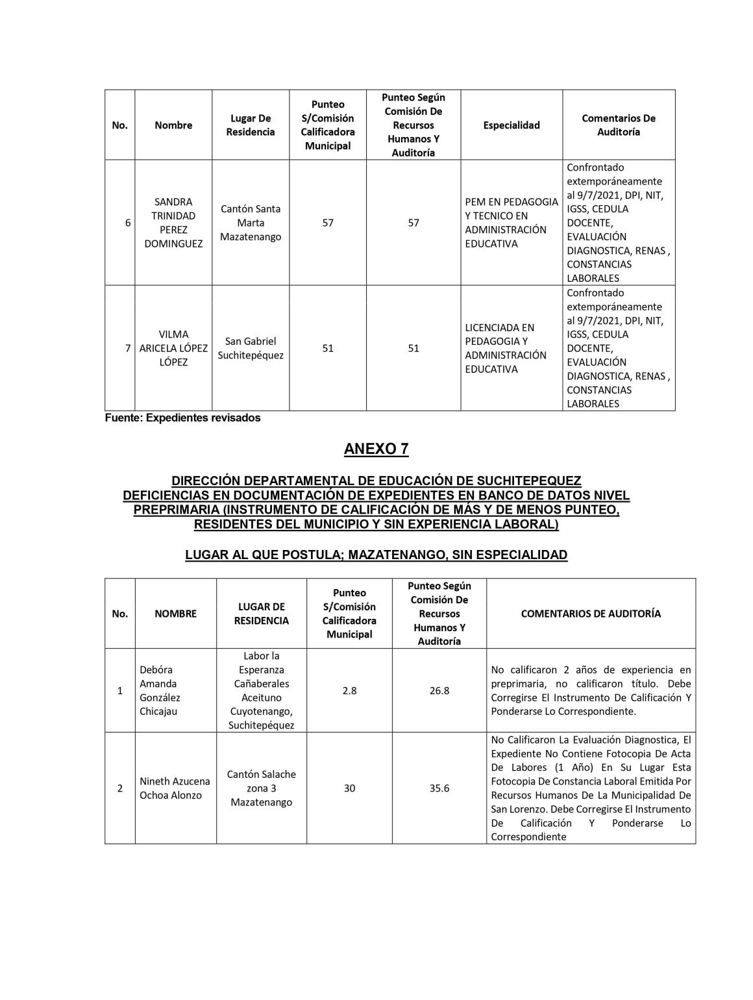 No.
Nombre
Lugar De
Residencia
Punteo
S/Comisión
Calificadora
Municipal
Punteo Según
Comisión De
Recursos
Humanos Y
Auditoría
Especialidad
Comentarios De
Auditoría
6
SANDRA
TRINIDAD
PEREZ
DOMINGUEZ
Cantón Santa
Marta
Mazatenango
57
57
PEM EN PEDAGOGIA
Y TECNICO EN
ADMINISTRACIÓN
EDUCATIVA
Confrontado
extemporáneamente
al 9/7/2021, DPI, NIT,
IGSS, CEDULA
DOCENTE,
EVALUACIÓN
DIAGNOSTICA, RENAS ,
CONSTANCIAS
LABORALES
7
VILMA
ARICELA LÓPEZ
LÓPEZ
San Gabriel
Suchitepéquez
51
51
LICENCIADA EN
PEDAGOGIA Y
ADMINISTRACIÓN
EDUCATIVA
Confrontado
extemporáneamente
al 9/7/2021, DPI, NIT,
IGSS, CEDULA
DOCENTE,
EVALUACIÓN
DIAGNOSTICA, RENAS ,
CONSTANCIAS
LABORALES
Fuente: Expedientes revisados
ANEXO 7
DIRECCIÓN DEPARTAMENTAL DE EDUCACIÓN DE SUCHITEPEQUEZ
DEFICIENCIAS EN DOCUMENTACIÓN DE EXPEDIENTES EN BANCO DE DATOS NIVEL
PREPRIMARIA (INSTRUMENTO DE CALIFICACIÓN DE MÁS Y DE MENOS PUNTEO,
RESIDENTES DEL MUNICIPIO Y SIN EXPERIENCIA LABORAL)
LUGAR AL QUE POSTULA; MAZATENANGO, SIN ESPECIALIDAD
No.
NOMBRE
LUGAR DE
RESIDENCIA
Punteo
S/Comisión
Calificadora
Municipal
Punteo Según
Comisión De
Recursos
Humanos Y
Auditoría
COMENTARIOS DE AUDITORÍA
1
Debóra
Amanda
González
Chicajau
Labor la
Esperanza
Cañaberales
Aceituno
Cuyotenango,
Suchitepéquez
2.8
26.8
No calificaron 2 años de experiencia en
preprimaria, no calificaron título. Debe
Corregirse El Instrumento De Calificación Y
Ponderarse Lo Correspondiente.
2
Nineth Azucena
Ochoa Alonzo
Cantón Salache
zona 3
Mazatenango
30
35.6
No Calificaron La Evaluación Diagnostica, El
Expediente No Contiene Fotocopia De Acta
De Labores (1 Año) En Su Lugar Esta
Fotocopia De Constancia Laboral Emitida Por
Recursos Humanos De La Municipalidad De
San Lorenzo. Debe Corregirse El Instrumento
De Calificación Y Ponderarse Lo
Correspondiente